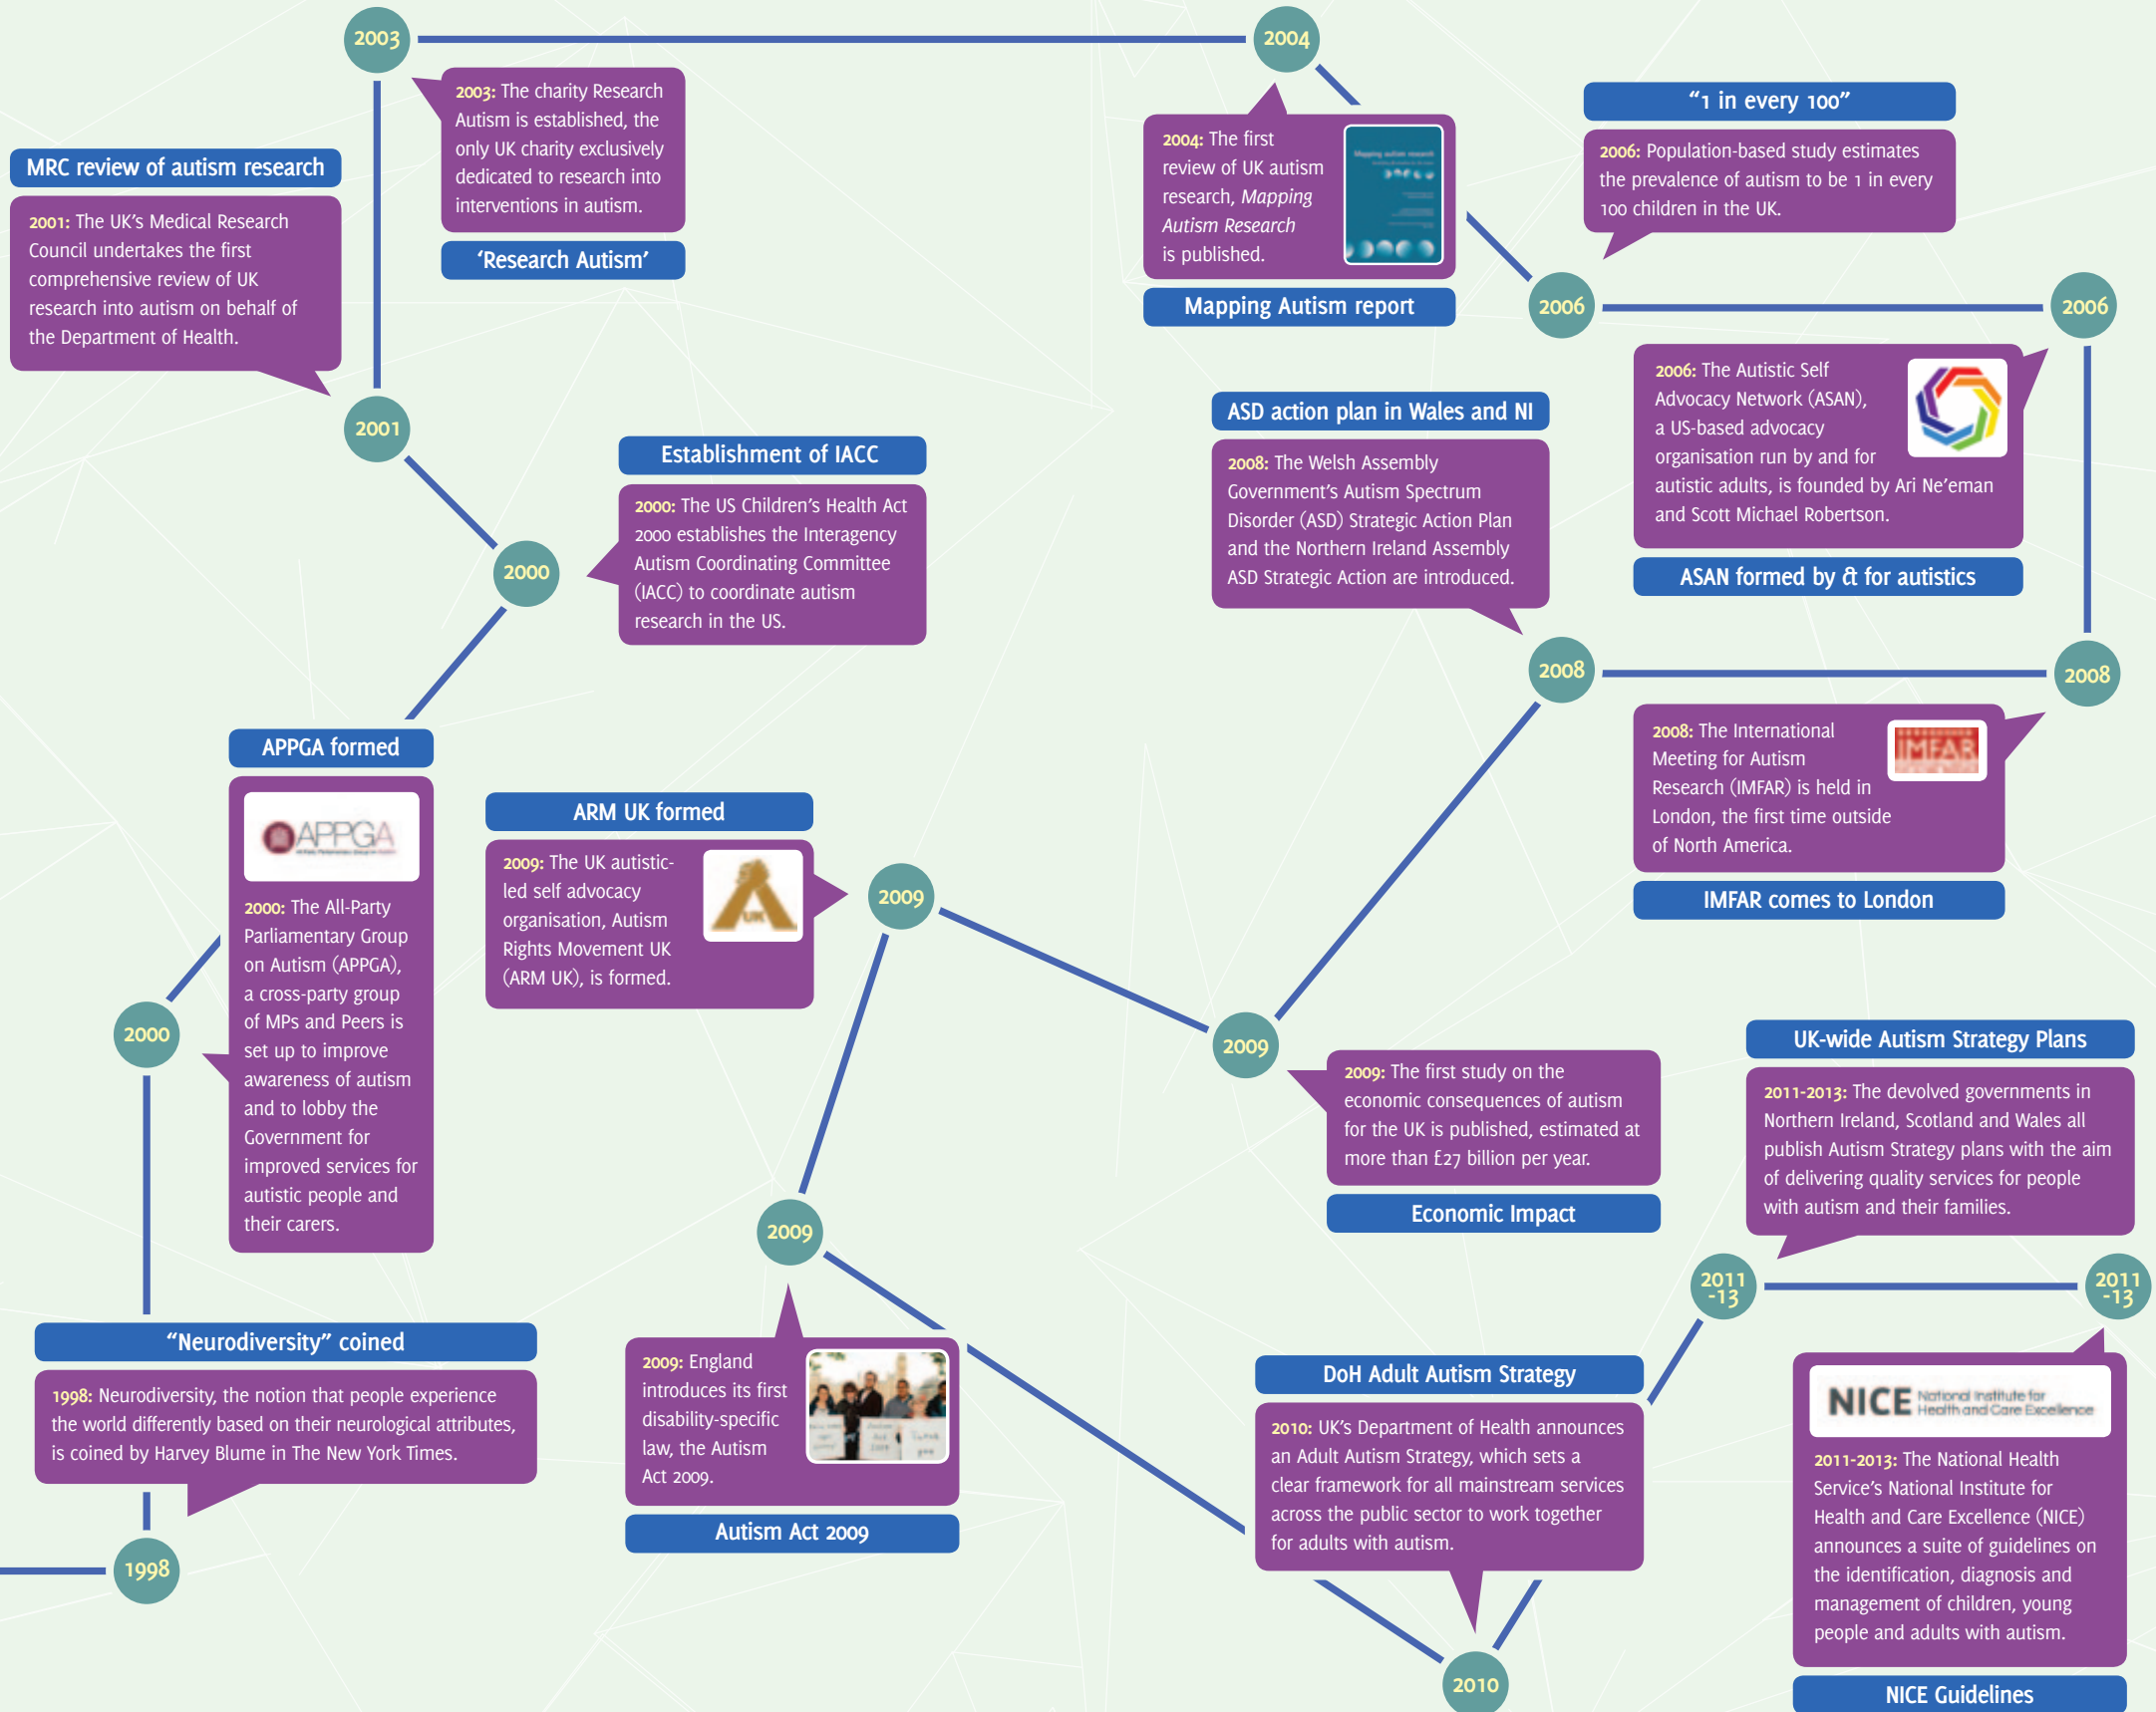 2003
2003: The charity Research
Autism is established, the
only UK charity exclusively
dedicated to research into
interventions in autism.
'Research Autism'
MRC review of autism research
2001: The UK's Medical Research
Council undertakes the first
comprehensive review of UK
research into autism on behalf of
the Department of Health.
2001
2004
2004: The first
review of UK autism
research, Mapping
Autism Research
is published.
Mapping autism research
Mapping Autism report
"1 in every 100"
2006: Population-based study estimates
the prevalence of autism to be 1 in every
100 children in the UK.
2006
2006
2006: The Autistic Self
Advocacy Network (ASAN),
a US-based advocacy
organisation run by and for
autistic adults, is founded by Ari Ne'eman
and Scott Michael Robertson.
ASAN formed by & for autistics
Establishment of IACC
2000: The US Children's Health Act
2000 establishes the Interagency
Autism Coordinating Committee
(IACC) to coordinate autism
research in the US.
2000
ASD action plan in Wales and NI
2008: The Welsh Assembly
Government's Autism Spectrum
Disorder (ASD) Strategic Action Plan
and the Northern Ireland Assembly
ASD Strategic Action are introduced.
2008
2008
2008: The International
Meeting for Autism
Research (IMFAR) is held in
London, the first time outside
of North America.
IMFAR
IMFAR comes to London
APPGA formed
APPGA
2000: The All-Party
Parliamentary Group
on Autism (APPGA),
a cross-party group
of MPs and Peers is
set up to improve
awareness of autism
and to lobby the
Government for
improved services for
autistic people and
their carers.
2000
ARM UK formed
2009: The UK autistic-
led self advocacy
organisation, Autism
Rights Movement UK
(ARM UK), is formed.
UK
2009
2009
2009: The first study on the
economic consequences of autism
for the UK is published, estimated at
more than £27 billion per year.
Economic Impact
UK-wide Autism Strategy Plans
2011-2013: The devolved governments in
Northern Ireland, Scotland and Wales all
publish Autism Strategy plans with the aim
of delivering quality services for people
with autism and their families.
2011
-13
2011
-13
2009
2009: England
introduces its first
disability-specific
law, the Autism
Act 2009.
Autism Act 2009
"Neurodiversity" coined
1998: Neurodiversity, the notion that people experience
the world differently based on their neurological attributes,
is coined by Harvey Blume in The New York Times.
1998
DoH Adult Autism Strategy
2010: UK's Department of Health announces
an Adult Autism Strategy, which sets a
clear framework for all mainstream services
across the public sector to work together
for adults with autism.
2010
NICE National Institute for
Health and Care Excellence
2011-2013: The National Health
Service's National Institute for
Health and Care Excellence (NICE)
announces a suite of guidelines on
the identification, diagnosis and
management of children, young
people and adults with autism.
NICE Guidelines